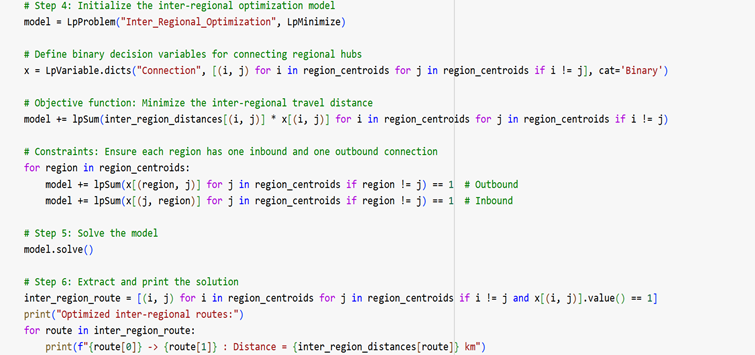 # Step 4: Initialize the inter-regional optimization model
model = LpProblem("Inter_Regional_Optimization", LpMinimize)
# Define binary decision variables for connecting regional hubs
x = LpVariable.dicts("Connection", [(i, j) for i in region_centroids for j in region_centroids if i != j], cat='Binary')
# Objective function: Minimize the inter-regional travel distance
model += lpSum(inter_region_distances[(i, j)] * x[(i, j)] for i in region_centroids for j in region_centroids if i != j)
# Constraints: Ensure each region has one inbound and one outbound connection
for region in region_centroids:
    model += lpSum(x[(region, j)] for j in region_centroids if region != j) == 1  # Outbound
    model += lpSum(x[(j, region)] for j in region_centroids if region != j) == 1  # Inbound
# Step 5: Solve the model
model.solve()
# Step 6: Extract and print the solution
inter_region_route = [(i, j) for i in region_centroids for j in region_centroids if i != j and x[(i, j)].value() == 1]
print("Optimized inter-regional routes:")
for route in inter_region_route:
    print(f"{route[0]} -> {route[1]} : Distance = {inter_region_distances[route]} km")